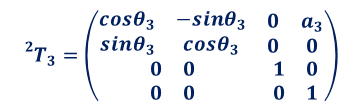 cosθ₃ −sinθ₃ 0 a₃
sinθ₃ cosθ₃ 0 0
²T₃ =
0 0 1 0
0 0 0 1